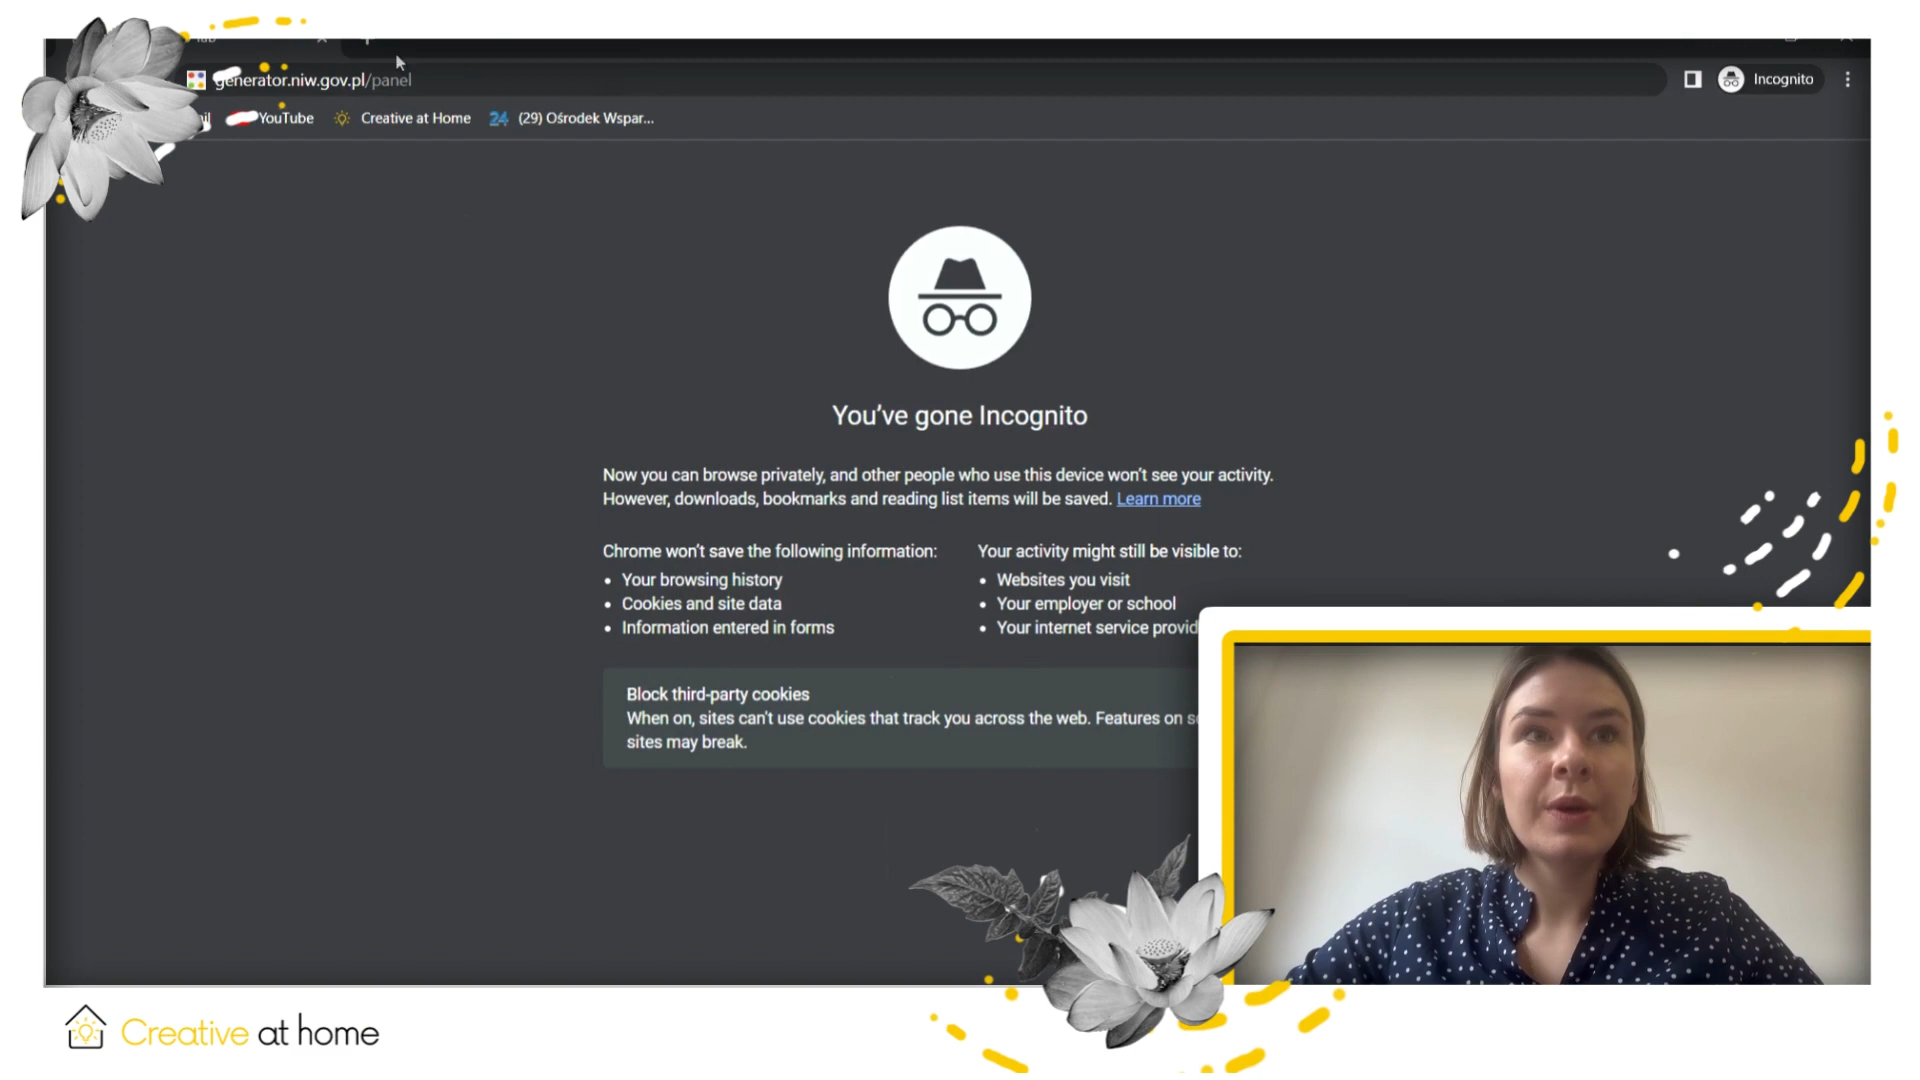 generator.niw.gov.pl/panel
Incognito
YouTube
Creative at Home
24 (29) Ośrodek Wspar...
You've gone Incognito
Now you can browse privately, and other people who use this device won't see your activity.
However, downloads, bookmarks and reading list items will be saved. Learn more
Chrome won't save the following information:
• Your browsing history
• Cookies and site data
• Information entered in forms
Your activity might still be visible to:
• Websites you visit
• Your employer or school
• Your internet service provid
Block third-party cookies
When on, sites can't use cookies that track you across the web. Features on
sites may break.
Creative at home